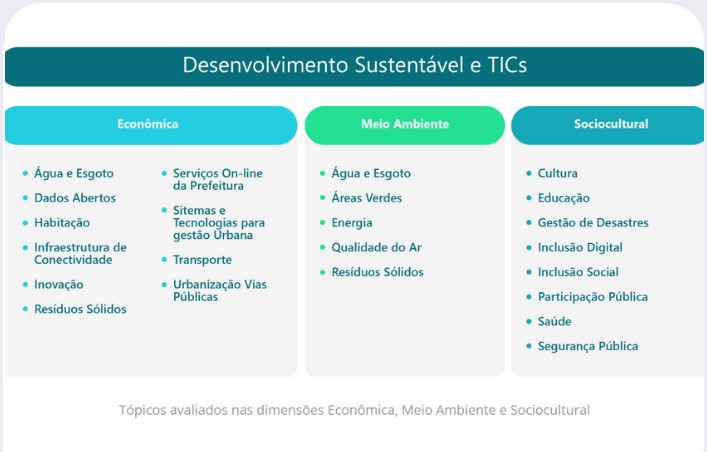 Desenvolvimento Sustentável e TICs
Econômica
Água e Esgoto
Dados Abertos
Habitação
Infraestrutura de
Conectividade
Inovação
Resíduos Sólidos
Serviços On-line
da Prefeitura
Sitemas e
Tecnologias para
gestão Urbana
Transporte
Urbanização Vias
Públicas
Meio Ambiente
Água e Esgoto
Áreas Verdes
Energia
Qualidade do Ar
Resíduos Sólidos
Sociocultural
Cultura
Educação
Gestão de Desastres
Inclusão Digital
Inclusão Social
Participação Pública
Saúde
Segurança Pública
Tópicos avaliados nas dimensões Econômica, Meio Ambiente e Sociocultural